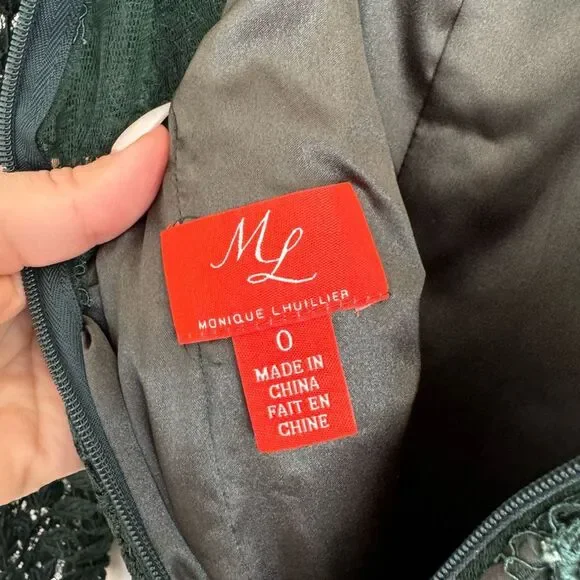 ML
MONIQUE LHUILLIER
0
MADE IN
CHINA
FAIT EN
CHINE